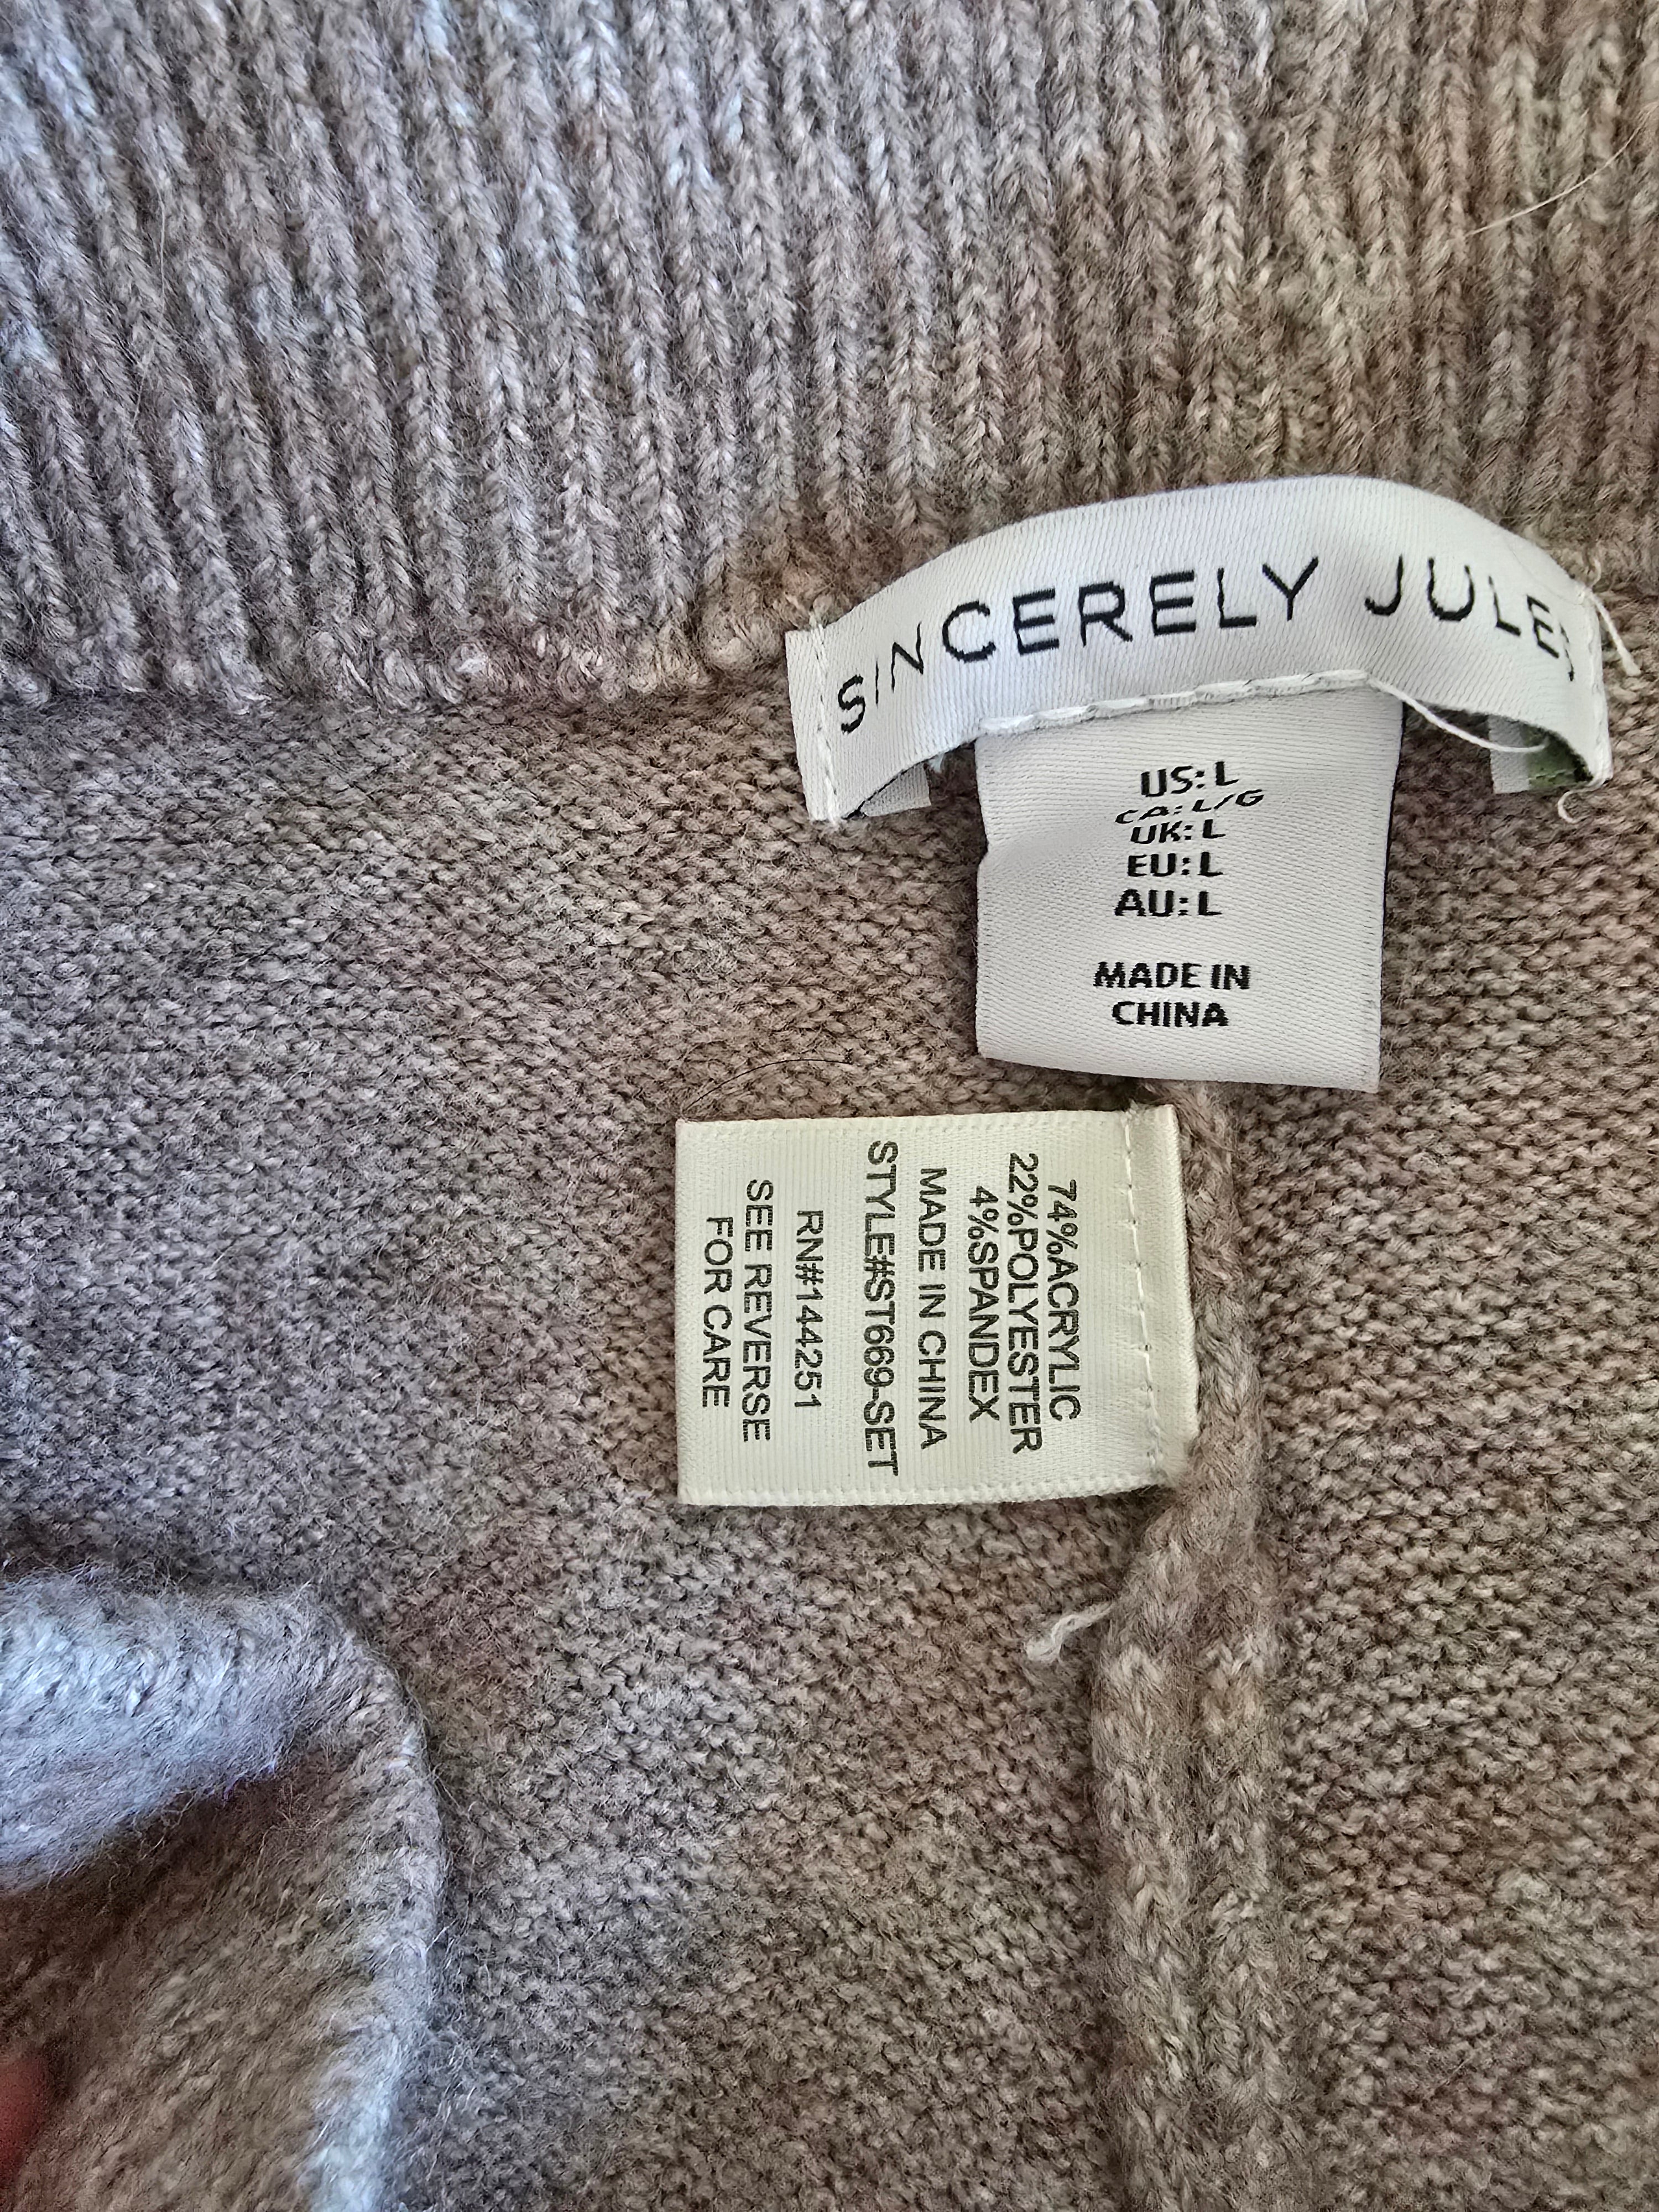 SINCERELY JULES
US: L
CA: L/G
UK: L
EU: L
AU: L
MADE IN
CHINA
74%ACRYLIC
22%POLYESTER
4%SPANDEX
MADE IN CHINA
STYLE#ST669-SET
RN#144251
SEE REVERSE
FOR CARE